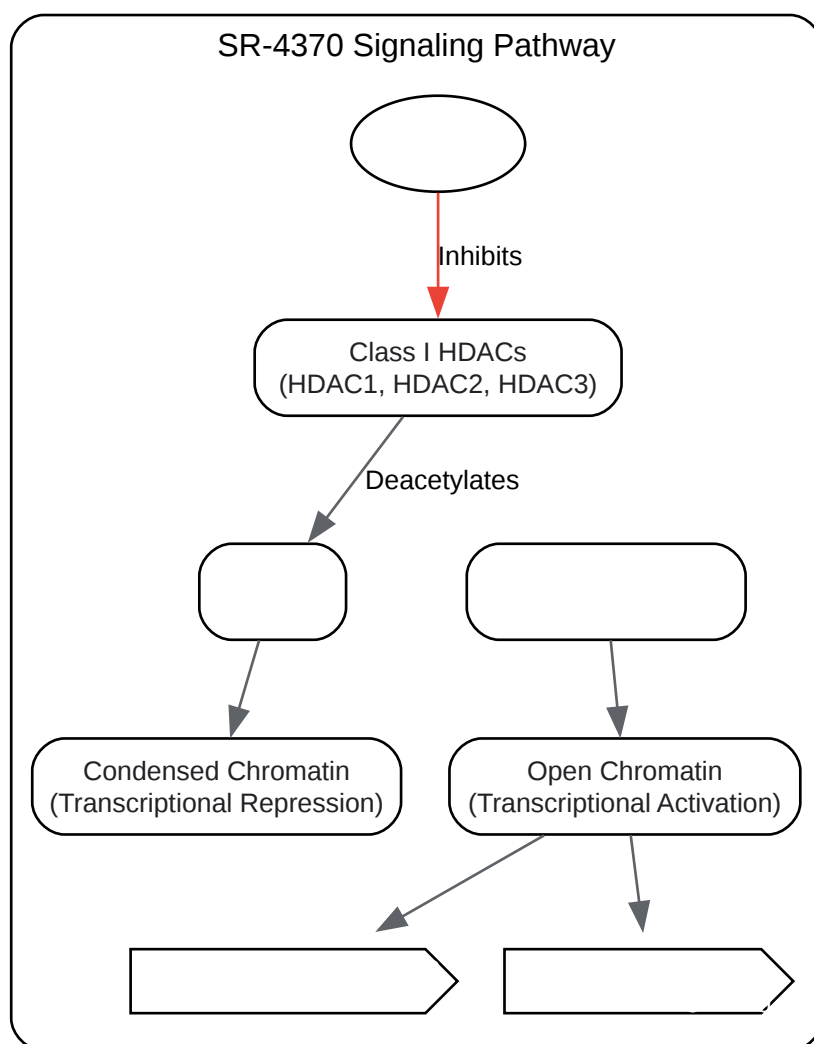 SR-4370 Signaling Pathway
Inhibits
Class I HDACs
(HDAC1, HDAC2, HDAC3)
Deacetylates
Condensed Chromatin
(Transcriptional Repression)
Open Chromatin
(Transcriptional Activation)